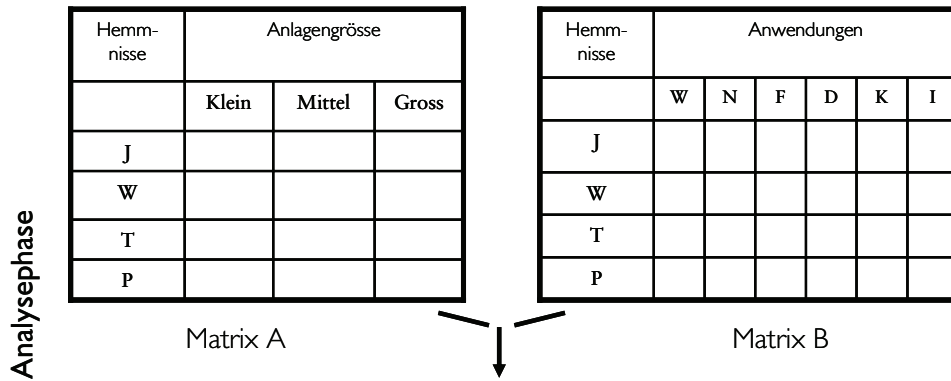 Hemm-
nisse
Anlagengrösse
Klein
Mittel
Gross
J
W
T
P
Matrix A
Hemm-
nisse
Anwendungen
W
N
F
D
K
I
J
W
T
P
Matrix B
Analysephase